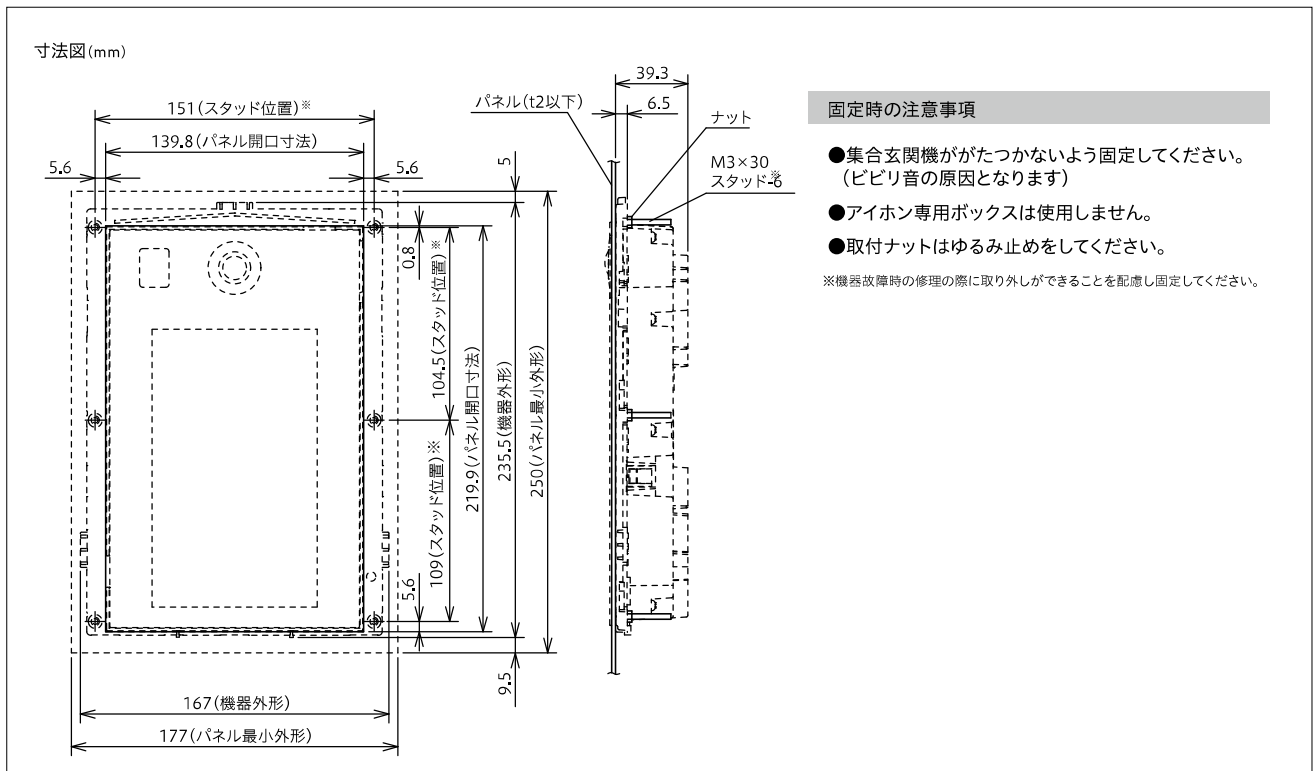 寸法図(mm)
151(スタッド位置)※
139.8(パネル開口寸法)
5.6
5.6
0.8
104.5(スタッド位置)※
109(スタッド位置)※
5.6
219.9(パネル開口寸法)
235.5(機器外形)
250(パネル最小外形)
5
9.5
167(機器外形)
177(パネル最小外形)
パネル(t2以下)
39.3
6.5
ナット
M3×30
スタッド-6※
固定時の注意事項
●集合玄関機ががたつかないよう固定してください。
(ビビリ音の原因となります)
●アイホン専用ボックスは使用しません。
●取付ナットはゆるみ止めをしてください。
※機器故障時の修理の際に取り外しができることを配慮し固定してください。